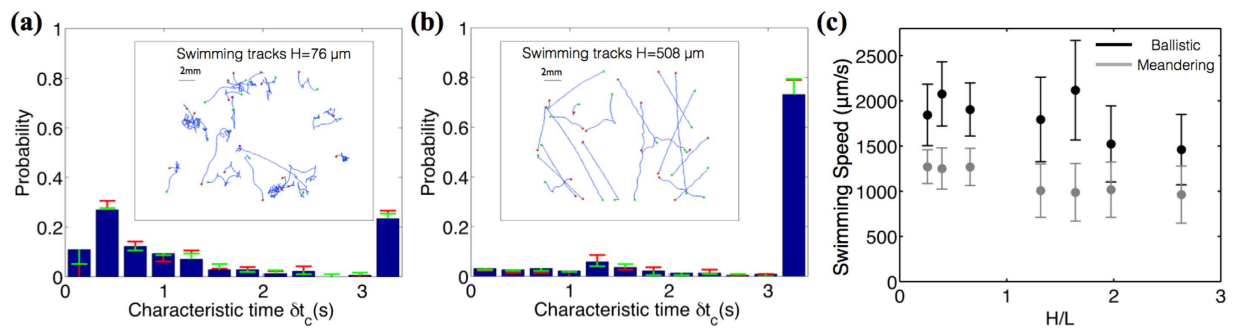 (a)
Probability
1
0.8
0.6
0.4
0.2
0
Swimming tracks H=76 μm
2mm
0 1 2 3
Characteristic time δt_c(s)
(b)
Probability
1
0.8
0.6
0.4
0.2
0
Swimming tracks H=508 μm
2mm
0 1 2 3
Characteristic time δt_c(s)
(c)
Swimming Speed (μm/s)
2500
2000
1500
1000
500
0
Ballistic
Meandering
0 1 2 3
H/L